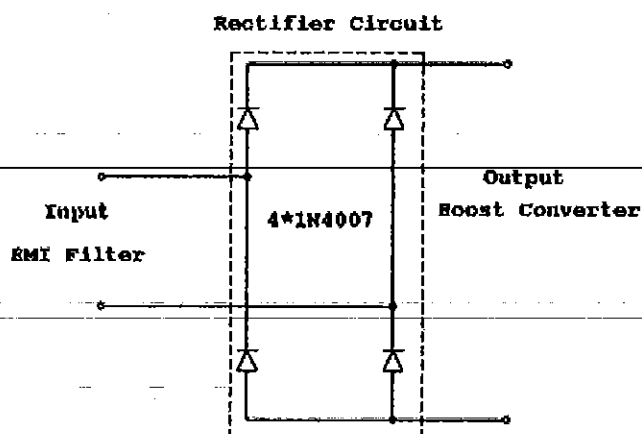 Rectifier Circuit
Input
EMI Filter
4*1N4007
Output
Boost Converter